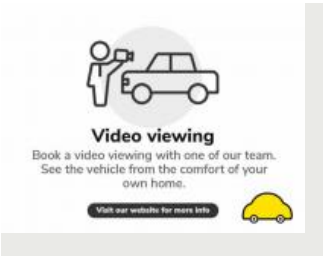 Video viewing
Book a video viewing with one of our team.
See the vehicle from the comfort of your
own home.
Visit our website for more info